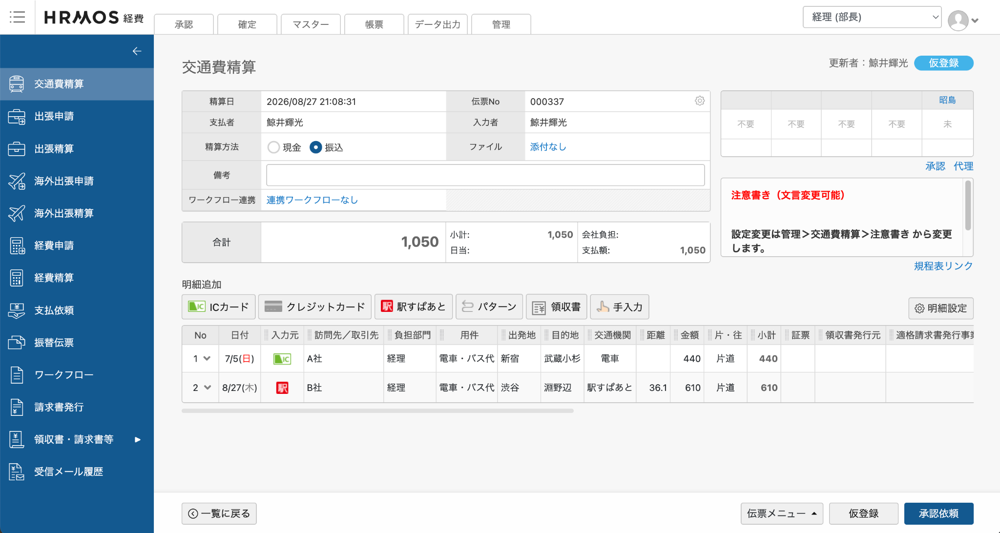 HRMOS 経費
承認
確定
マスター
帳票
データ出力
管理
経理 (部長)
交通費精算
出張申請
出張精算
海外出張申請
海外出張精算
経費申請
経費精算
支払依頼
振替伝票
ワークフロー
請求書発行
領収書・請求書等
受信メール履歴
交通費精算
更新者：鯨井輝光 仮登録
精算日 2026/08/27 21:08:31 伝票No 000337
支払者 鯨井輝光 入力者 鯨井輝光
精算方法 現金 振込 ファイル 添付なし
備考
ワークフロー連携 連携ワークフローなし
昭島
不要 不要 不要 不要 未
承認 代理
注意書き（文言変更可能）
設定変更は管理＞交通費精算＞注意書き から変更
します。
規程表リンク
合計 1,050
小計: 1,050
日当:
会社負担:
支払額: 1,050
明細追加
IC ICカード クレジットカード 駅 駅すぱあと パターン 領収書 手入力 明細設定
No 日付 入力元 訪問先／取引先 負担部門 用件 出発地 目的地 交通機関 距離 金額 片・往 小計 証票 領収書発行元 適格請求書発行事業
1 7/5(日) IC A社 経理 電車・バス代 新宿 武蔵小杉 電車 440 片道 440
2 8/27(木) 駅 B社 経理 電車・バス代 渋谷 淵野辺 駅すぱあと 36.1 610 片道 610
一覧に戻る 伝票メニュー 仮登録 承認依頼